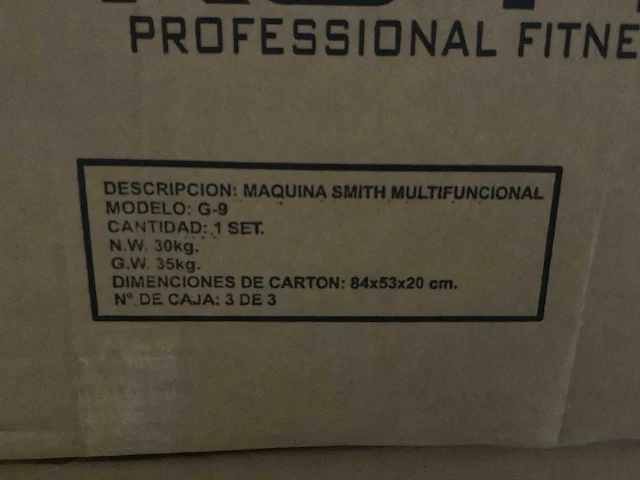 PROFESSIONAL FITNE
DESCRIPCION: MAQUINA SMITH MULTIFUNCIONAL
MODELO: G-9
CANTIDAD: 1 SET.
N.W. 30kg.
G.W. 35kg.
DIMENCIONES DE CARTON: 84x53x20 cm.
N°.DE CAJA: 3 DE 3